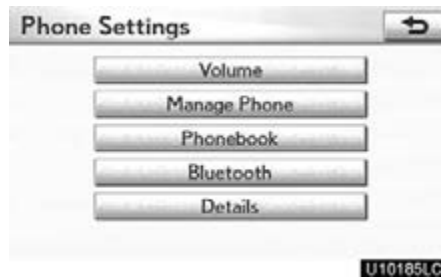 Phone Settings
Volume
Manage Phone
Phonebook
Bluetooth
Details
U10185LC